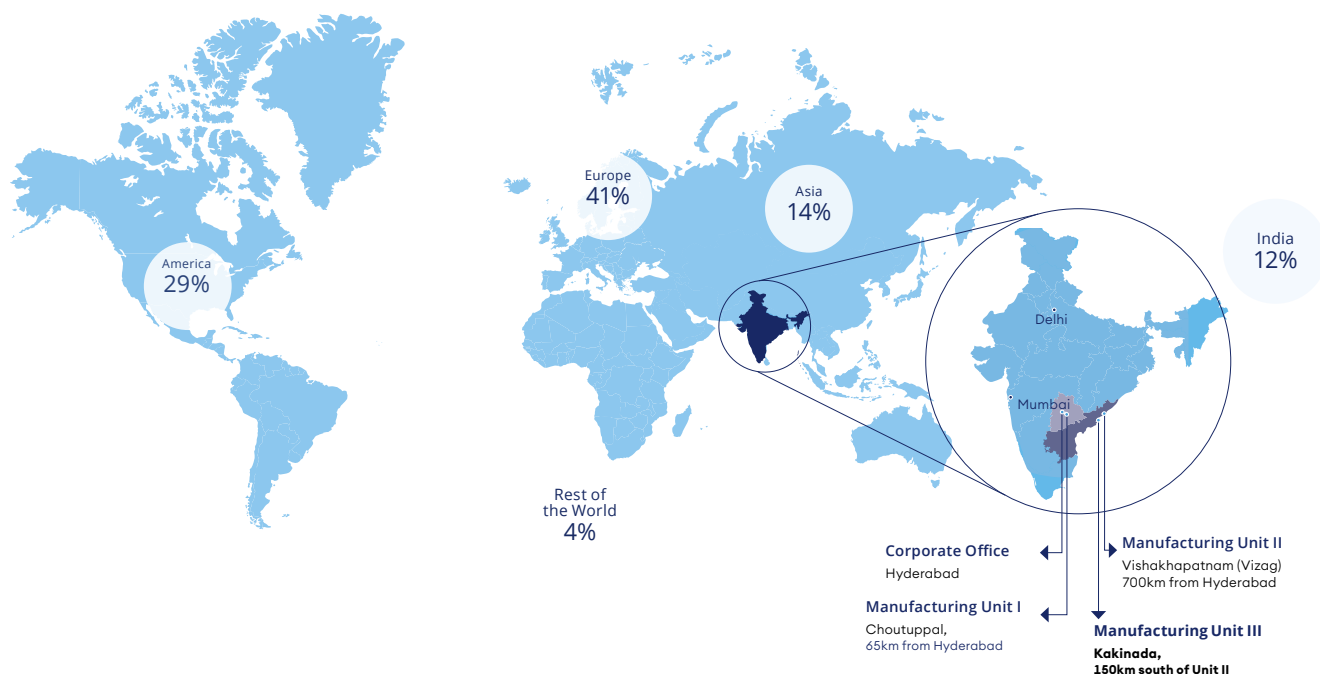 Europe
41%
Asia
14%
America
29%
India
12%
Delhi
Mumbai
Rest of
the World
4%
Corporate Office
Hyderabad
Manufacturing Unit I
Choutuppal,
65km from Hyderabad
Manufacturing Unit II
Vishakhapatnam (Vizag)
700km from Hyderabad
Manufacturing Unit III
Kakinada,
150km south of Unit II